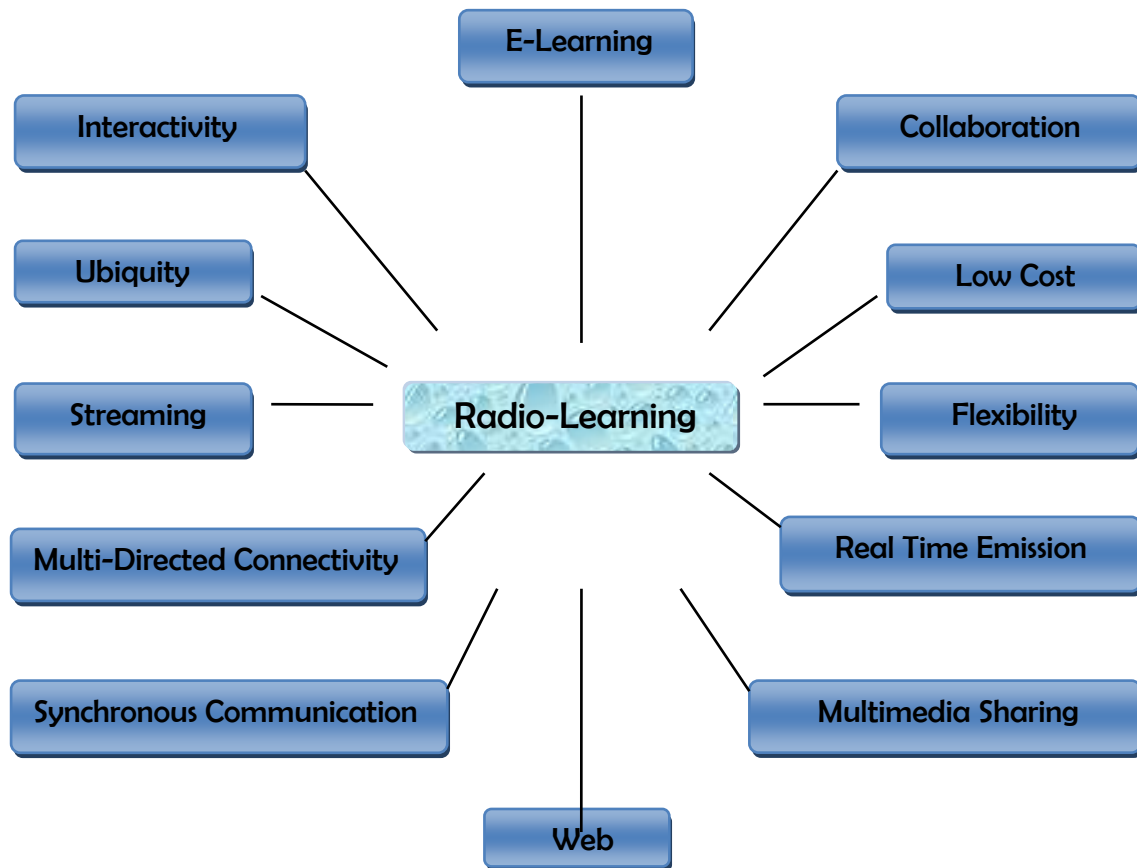 E-Learning
Interactivity
Collaboration
Ubiquity
Low Cost
Streaming
Radio-Learning
Flexibility
Multi-Directed Connectivity
Real Time Emission
Synchronous Communication
Multimedia Sharing
Web